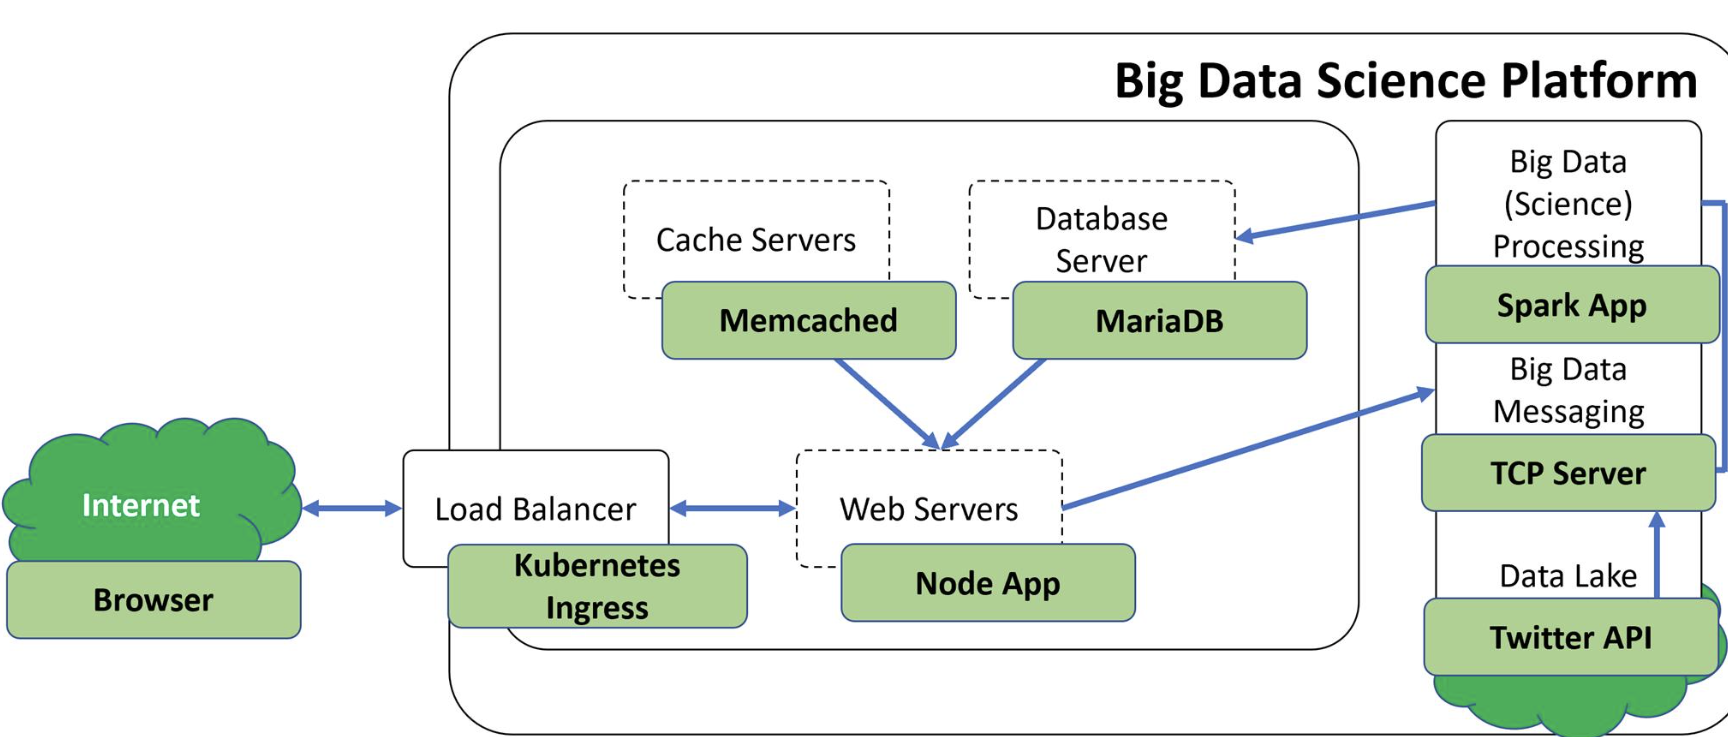 Big Data Science Platform
Big Data
(Science)
Processing
Cache Servers
Database
Server
Memcached
MariaDB
Spark App
Big Data
Messaging
TCP Server
Internet
Load Balancer
Web Servers
Kubernetes
Ingress
Node App
Browser
Data Lake
Twitter API